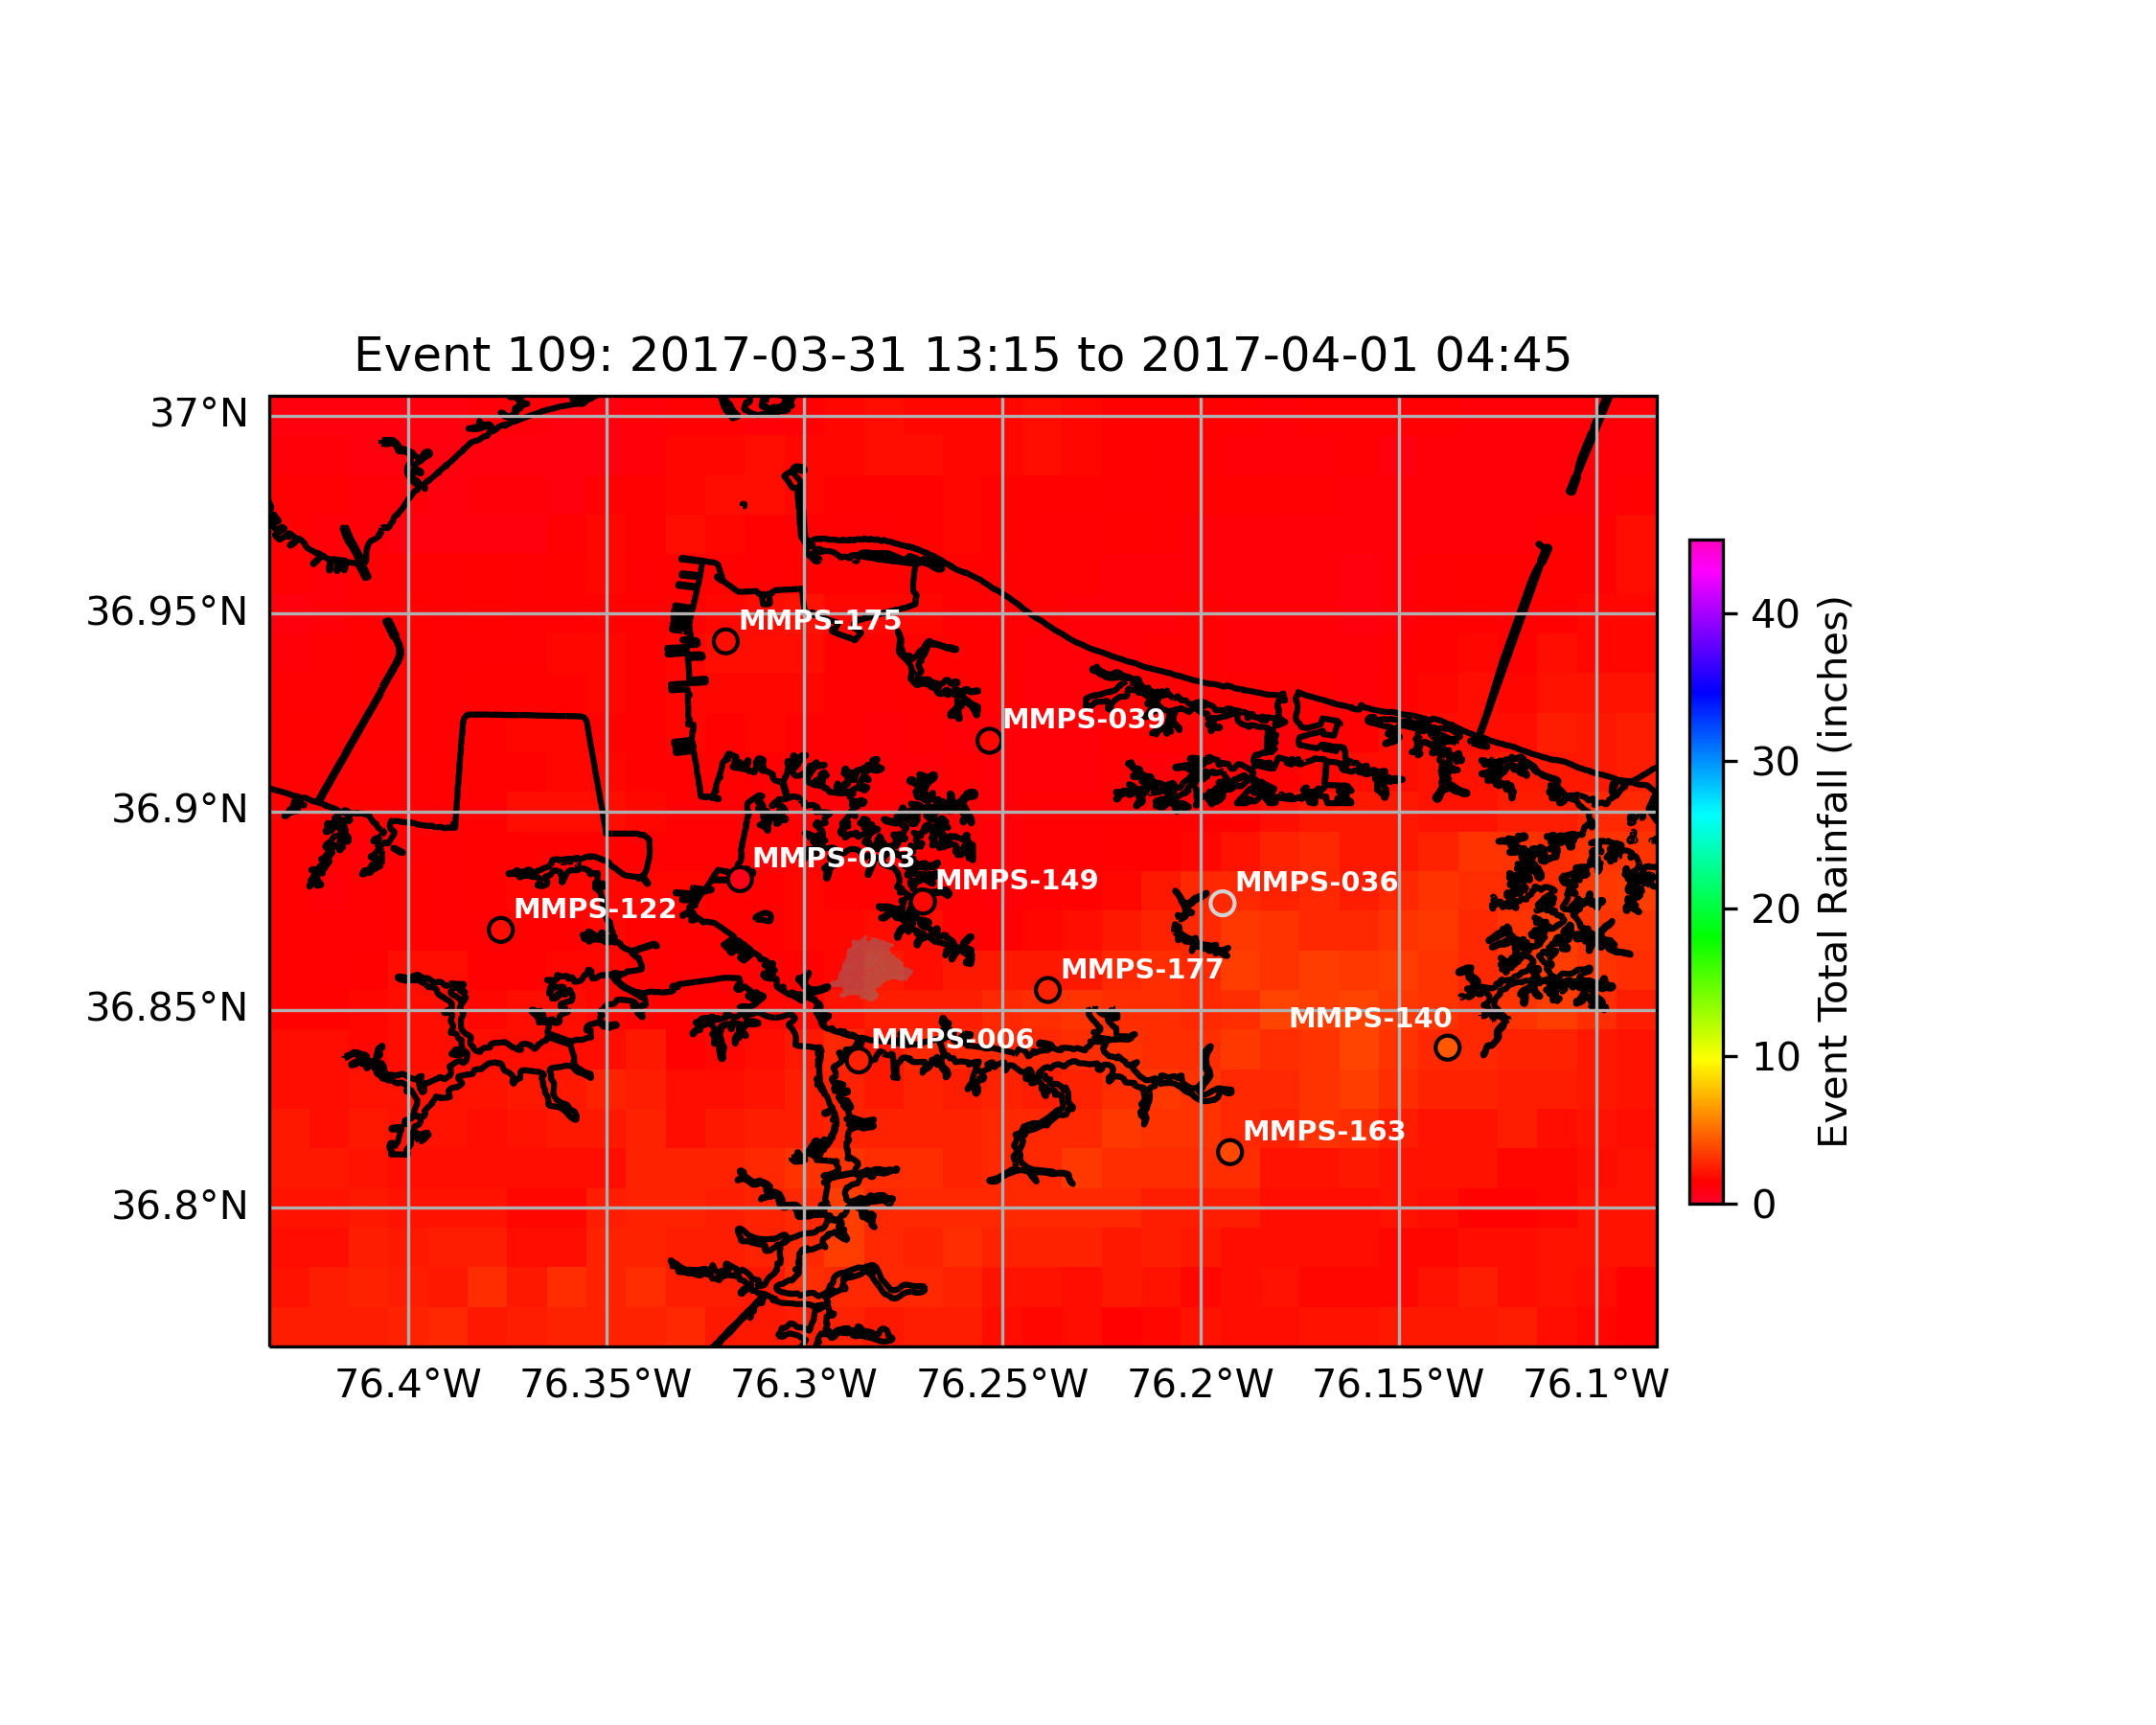 Event 109: 2017-03-31 13:15 to 2017-04-01 04:45
37°N
36.95°N
36.9°N
36.85°N
36.8°N
MMPS-175
MMPS-039
MMPS-003
MMPS-149
MMPS-036
MMPS-122
MMPS-177
MMPS-140
MMPS-006
MMPS-163
76.4°W
76.35°W
76.3°W
76.25°W
76.2°W
76.15°W
76.1°W
40
30
20
10
0
Event Total Rainfall (inches)